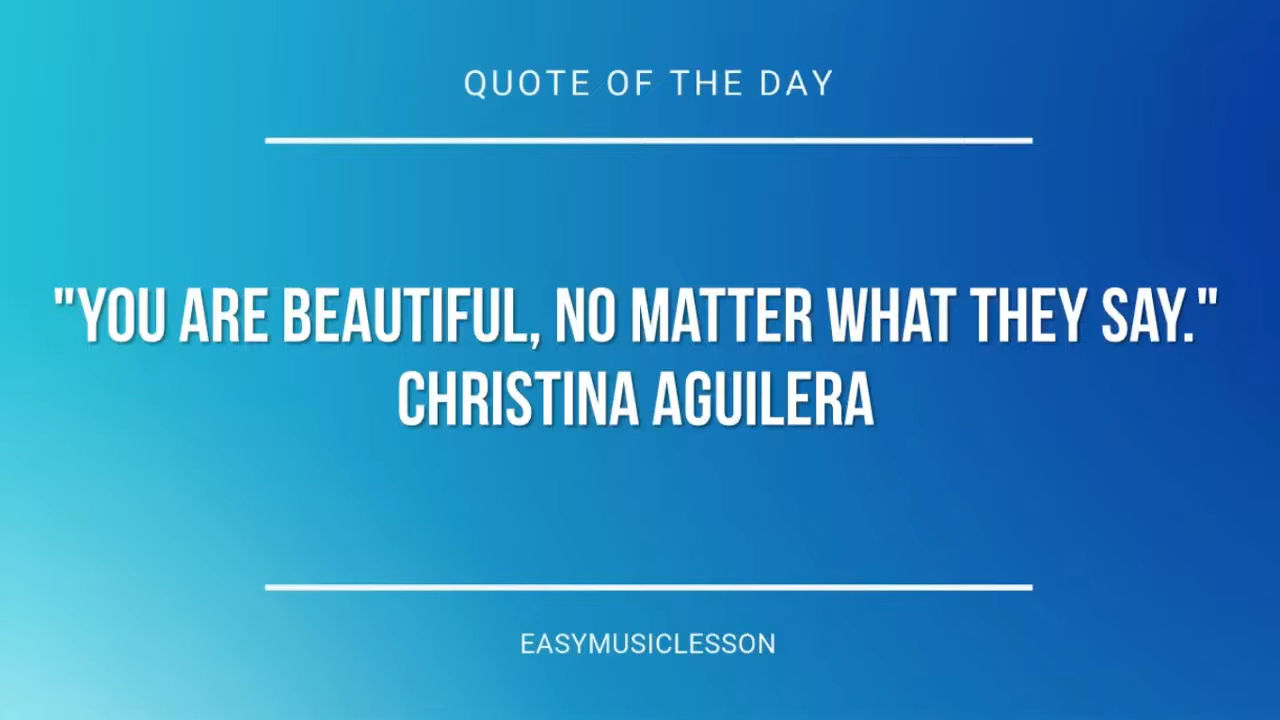 QUOTE OF THE DAY
"YOU ARE BEAUTIFUL, NO MATTER WHAT THEY SAY."
CHRISTINA AGUILERA
EASYMUSICLESSON